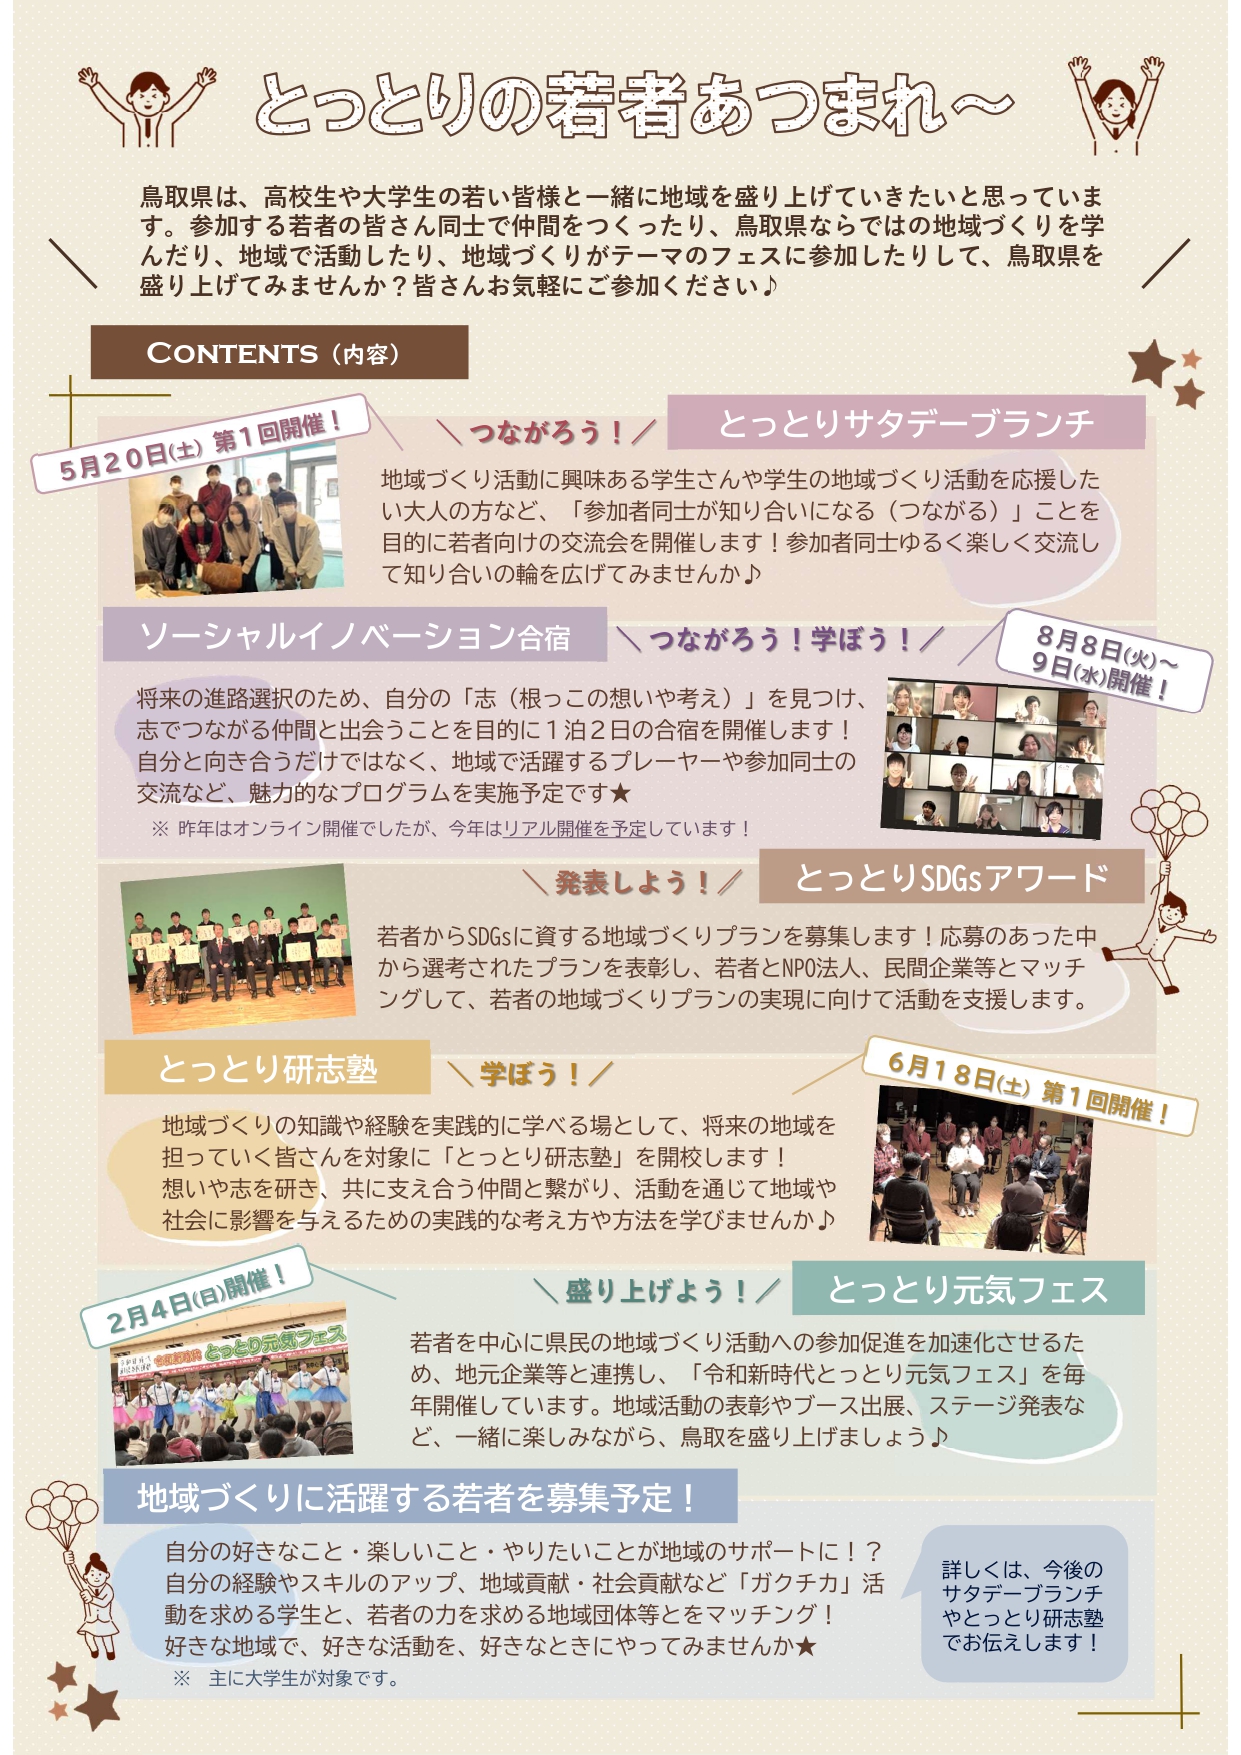 とっとりの若者あつまれ～
鳥取県は、高校生や大学生の若い皆様と一緒に地域を盛り上げていきたいと思っていま
す。参加する若者の皆さん同士で仲間をつくったり、鳥取県ならではの地域づくりを学
んだり、地域で活動したり、地域づくりがテーマのフェスに参加したりして、鳥取県を
盛り上げてみませんか？皆さんお気軽にご参加ください♪
CONTENTS（内容）
5月20日(土) 第1回開催！
＼つながろう！／
とっとりサタデーブランチ
地域づくり活動に興味ある学生さんや学生の地域づくり活動を応援した
い大人の方など、「参加者同士が知り合いになる（つながる）」ことを
目的に若者向けの交流会を開催します！参加者同士ゆるく楽しく交流し
て知り合いの輪を広げてみませんか♪
ソーシャルイノベーション合宿
＼つながろう！学ぼう！／
8月8日(火)～
9日(水)開催！
将来の進路選択のため、自分の「志（根っこの想いや考え）」を見つけ、
志でつながる仲間と出会うことを目的に１泊２日の合宿を開催します！
自分と向き合うだけではなく、地域で活躍するプレーヤーや参加同士の
交流など、魅力的なプログラムを実施予定です★
※ 昨年はオンライン開催でしたが、今年はリアル開催を予定しています！
＼発表しよう！／
とっとりSDGsアワード
若者からSDGsに資する地域づくりプランを募集します！応募のあった中
から選考されたプランを表彰し、若者とNPO法人、民間企業等とマッチ
ングして、若者の地域づくりプランの実現に向けて活動を支援します。
とっとり研志塾
＼学ぼう！／
6月18日(土) 第1回開催！
地域づくりの知識や経験を実践的に学べる場として、将来の地域を
担っていく皆さんを対象に「とっとり研志塾」を開校します！
想いや志を研き、共に支え合う仲間と繋がり、活動を通じて地域や
社会に影響を与えるための実践的な考え方や方法を学びませんか♪
2月4日(日)開催！
＼盛り上げよう！／
とっとり元気フェス
令和新時代 とっとり元気フェス
若者を中心に県民の地域づくり活動への参加促進を加速化させるた
め、地元企業等と連携し、「令和新時代とっとり元気フェス」を毎
年開催しています。地域活動の表彰やブース出展、ステージ発表な
ど、一緒に楽しみながら、鳥取を盛り上げましょう♪
地域づくりに活躍する若者を募集予定！
自分の好きなこと・楽しいこと・やりたいことが地域のサポートに！？
自分の経験やスキルのアップ、地域貢献・社会貢献など「ガクチカ」活
動を求める学生と、若者の力を求める地域団体等とをマッチング！
好きな地域で、好きな活動を、好きなときにやってみませんか★
※　主に大学生が対象です。
詳しくは、今後の
サタデーブランチ
やとっとり研志塾
でお伝えします！